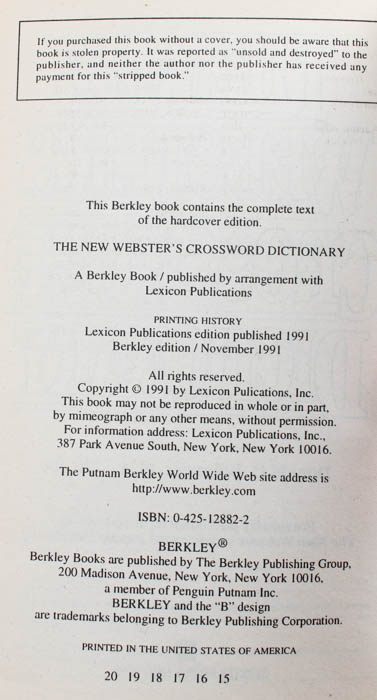 If you purchased this book without a cover, you should be aware that this
book is stolen property. It was reported as "unsold and destroyed" to the
publisher, and neither the author nor the publisher has received any
payment for this "stripped book."
This Berkley book contains the complete text
of the hardcover edition.
THE NEW WEBSTER'S CROSSWORD DICTIONARY
A Berkley Book / published by arrangement with
Lexicon Publications
PRINTING HISTORY
Lexicon Publications edition published 1991
Berkley edition / November 1991
All rights reserved.
Copyright © 1991 by Lexicon Pulications, Inc.
This book may not be reproduced in whole or in part,
by mimeograph or any other means, without permission.
For information address: Lexicon Publications, Inc.,
387 Park Avenue South, New York, New York 10016.
The Putnam Berkley World Wide Web site address is
http://www.berkley.com
ISBN: 0-425-12882-2
BERKLEY®
Berkley Books are published by The Berkley Publishing Group,
200 Madison Avenue, New York, New York 10016,
a member of Penguin Putnam Inc.
BERKLEY and the "B" design
are trademarks belonging to Berkley Publishing Corporation.
PRINTED IN THE UNITED STATES OF AMERICA
20 19 18 17 16 15